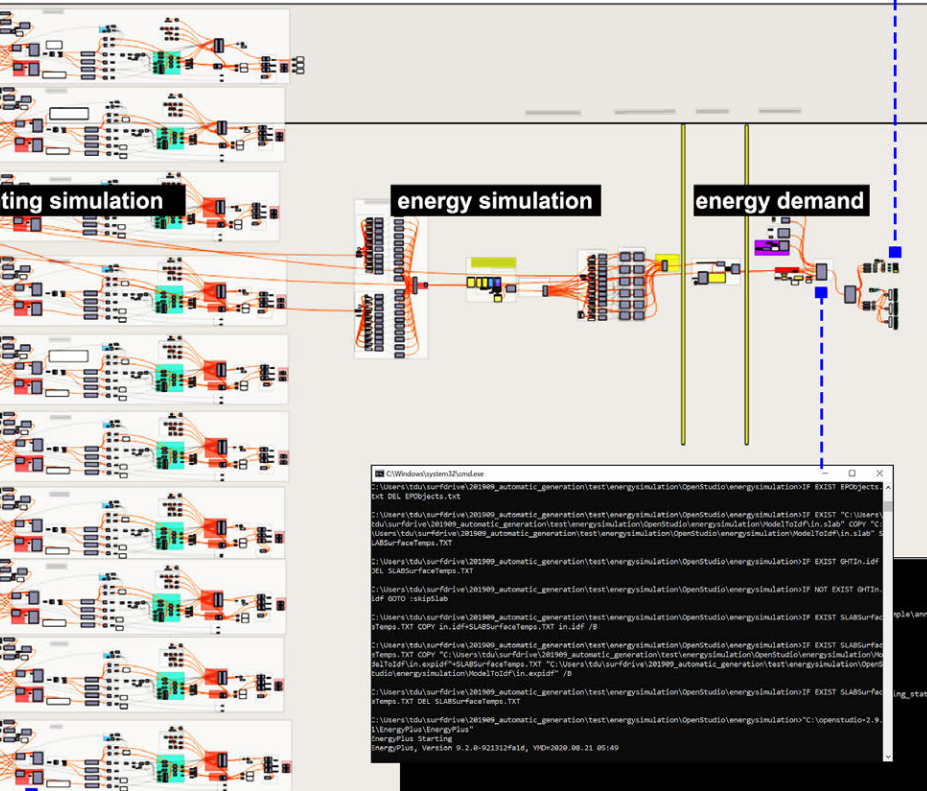 ting simulation
energy simulation
energy demand
C:\Windows\system32\cmd.exe
C:\Users\tdu\surfdrive\201909_automatic_generation\test\energysimulation\OpenStudio\energysimulation>IF EXIST EPObjects.
txt DEL EPObjects.txt
C:\Users\tdu\surfdrive\201909_automatic_generation\test\energysimulation\OpenStudio\energysimulation>IF EXIST "C:\Users\
tdu\surfdrive\201909_automatic_generation\test\energysimulation\OpenStudio\energysimulation\ModelToIdf\in.slab" COPY "C:
\Users\tdu\surfdrive\201909_automatic_generation\test\energysimulation\OpenStudio\energysimulation\ModelToIdf\in.slab" S
LABSurfaceTemps.TXT
C:\Users\tdu\surfdrive\201909_automatic_generation\test\energysimulation\OpenStudio\energysimulation>IF EXIST GHTIn.idf
DEL SLABSurfaceTemps.TXT
C:\Users\tdu\surfdrive\201909_automatic_generation\test\energysimulation\OpenStudio\energysimulation>IF NOT EXIST GHTIn.
idf GOTO :skipSlab
C:\Users\tdu\surfdrive\201909_automatic_generation\test\energysimulation\OpenStudio\energysimulation>IF EXIST SLABSurfac
eTemps.TXT COPY in.idf+SLABSurfaceTemps.TXT in.idf /B
C:\Users\tdu\surfdrive\201909_automatic_generation\test\energysimulation\OpenStudio\energysimulation>IF EXIST SLABSurfac
eTemps.TXT COPY "C:\Users\tdu\surfdrive\201909_automatic_generation\test\energysimulation\OpenStudio\energysimulation\Mo
delToIdf\in.expidf"+SLABSurfaceTemps.TXT "C:\Users\tdu\surfdrive\201909_automatic_generation\test\energysimulation\OpenS
tudio\energysimulation\ModelToIdf\in.expidf" /B
C:\Users\tdu\surfdrive\201909_automatic_generation\test\energysimulation\OpenStudio\energysimulation>IF EXIST SLABSurfac
eTemps.TXT DEL SLABSurfaceTemps.TXT
C:\Users\tdu\surfdrive\201909_automatic_generation\test\energysimulation\OpenStudio\energysimulation>"C:\openstudio-2.9.
1\EnergyPlus\EnergyPlus"
EnergyPlus Starting
EnergyPlus, Version 9.2.0-921312fa1d, YMD=2020.08.21 05:49
mple\ann
ing_stat